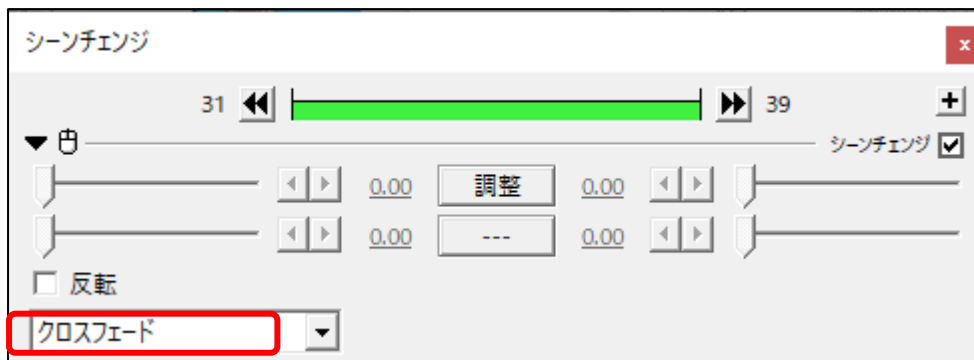 シーンチェンジ
x
31 39 +
シーンチェンジ
0.00 調整 0.00
0.00 --- 0.00
反転
クロスフェード